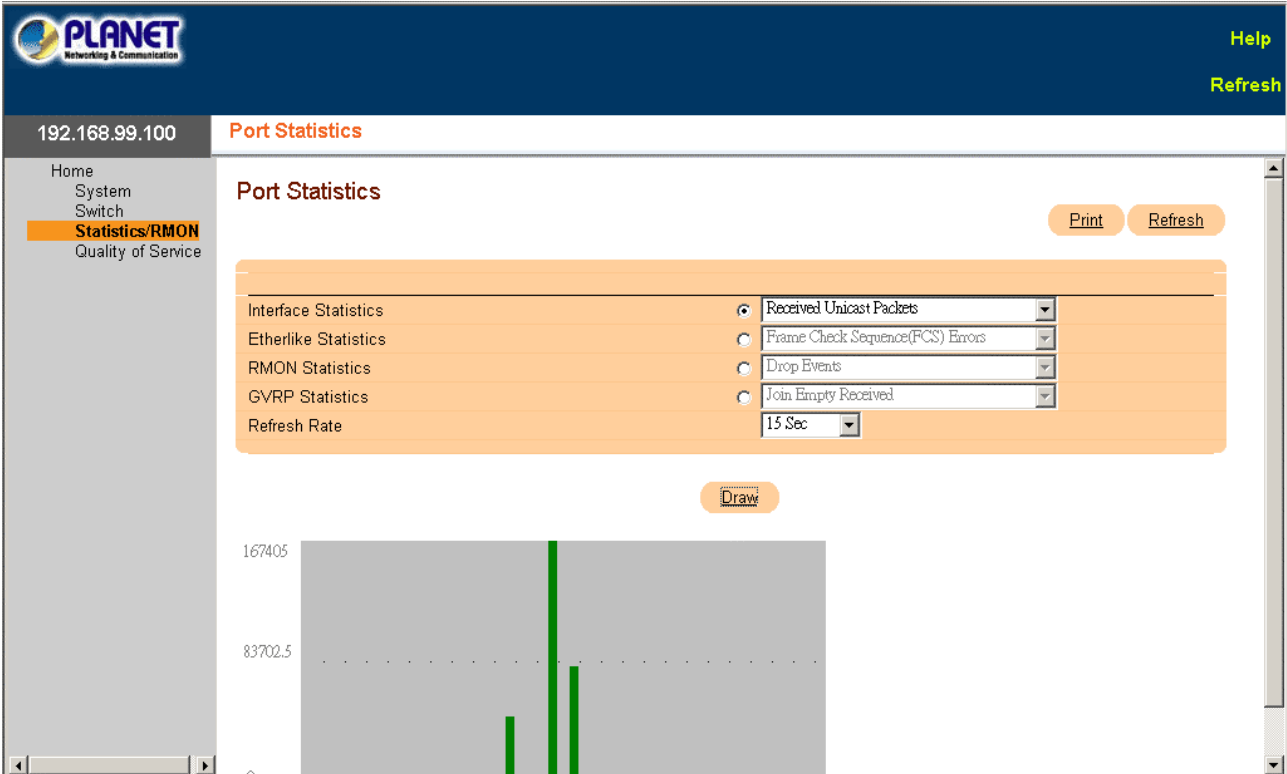 PLANET
Networking & Communication
Help
Refresh
192.168.99.100
Port Statistics
Home
System
Switch
Statistics/RMON
Quality of Service
Port Statistics
Print
Refresh
Interface Statistics
Received Unicast Packets
Etherlike Statistics
Frame Check Sequence(FCS) Errors
RMON Statistics
Drop Events
GVRP Statistics
Join Empty Received
Refresh Rate
15 Sec
Draw
167405
83702.5